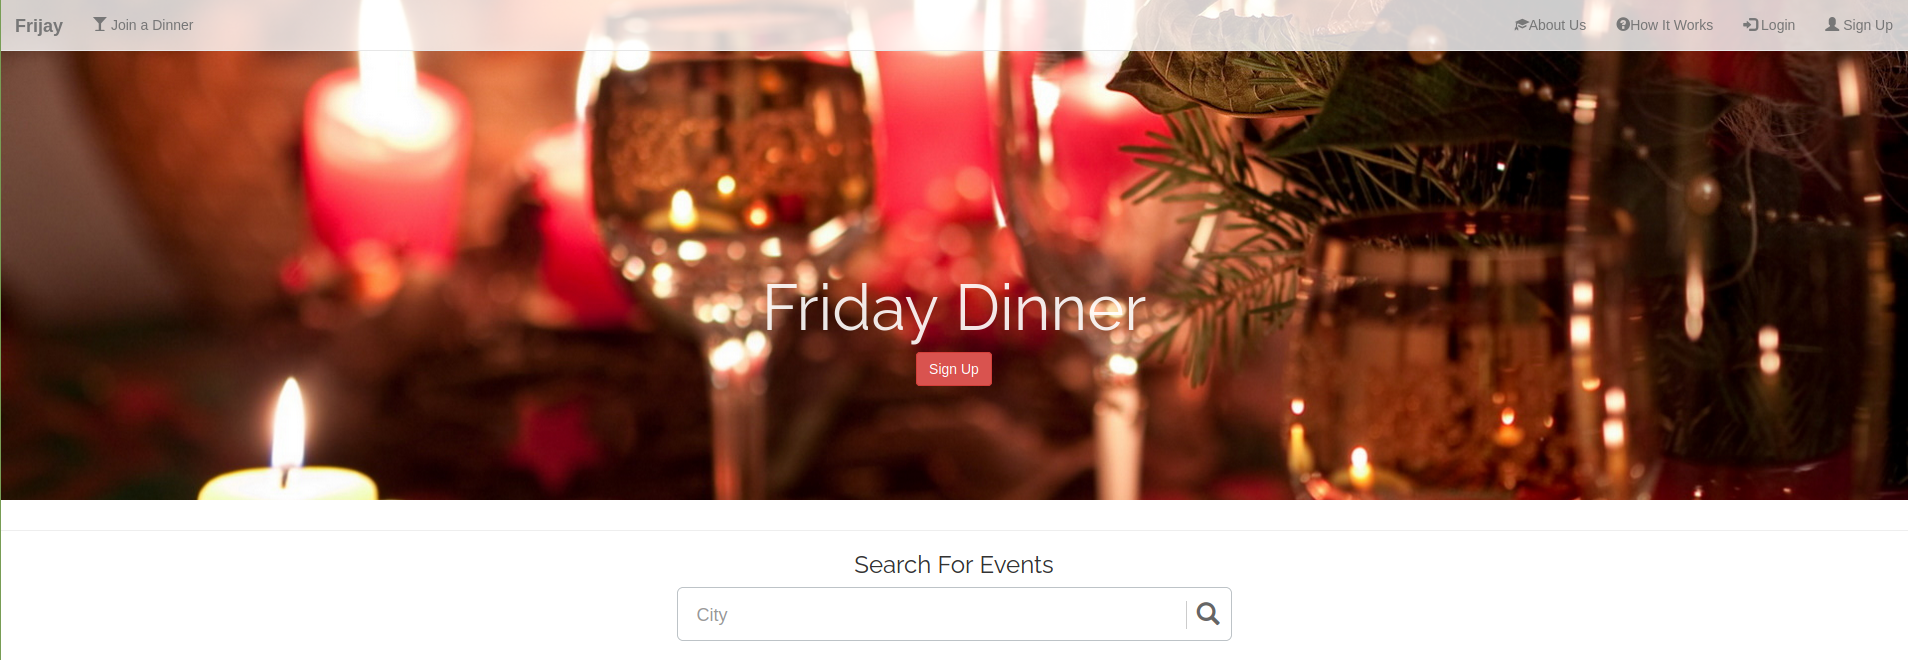 Frijay Join a Dinner About Us How It Works Login Sign Up
Friday Dinner
Sign Up
Search For Events
City